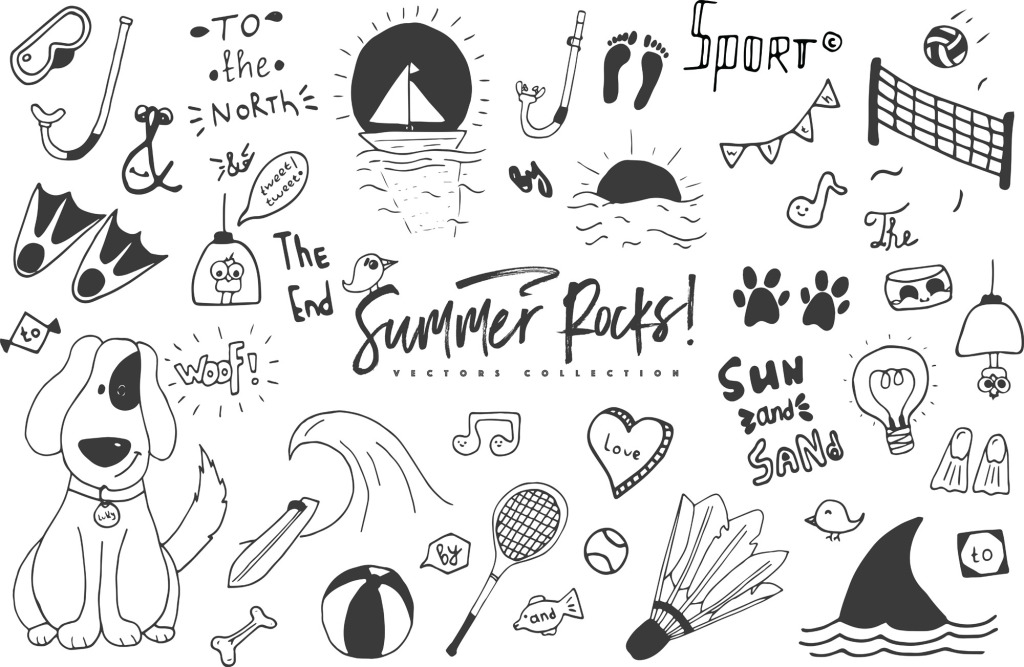 TO
the
NORTH
SPORT©
&
&
tweet!
tweet.
by
The
The
End
Summer Rocks!
VECTORS COLLECTION
to
WOOF!
SUN
and
SANd
Love
by
and
to